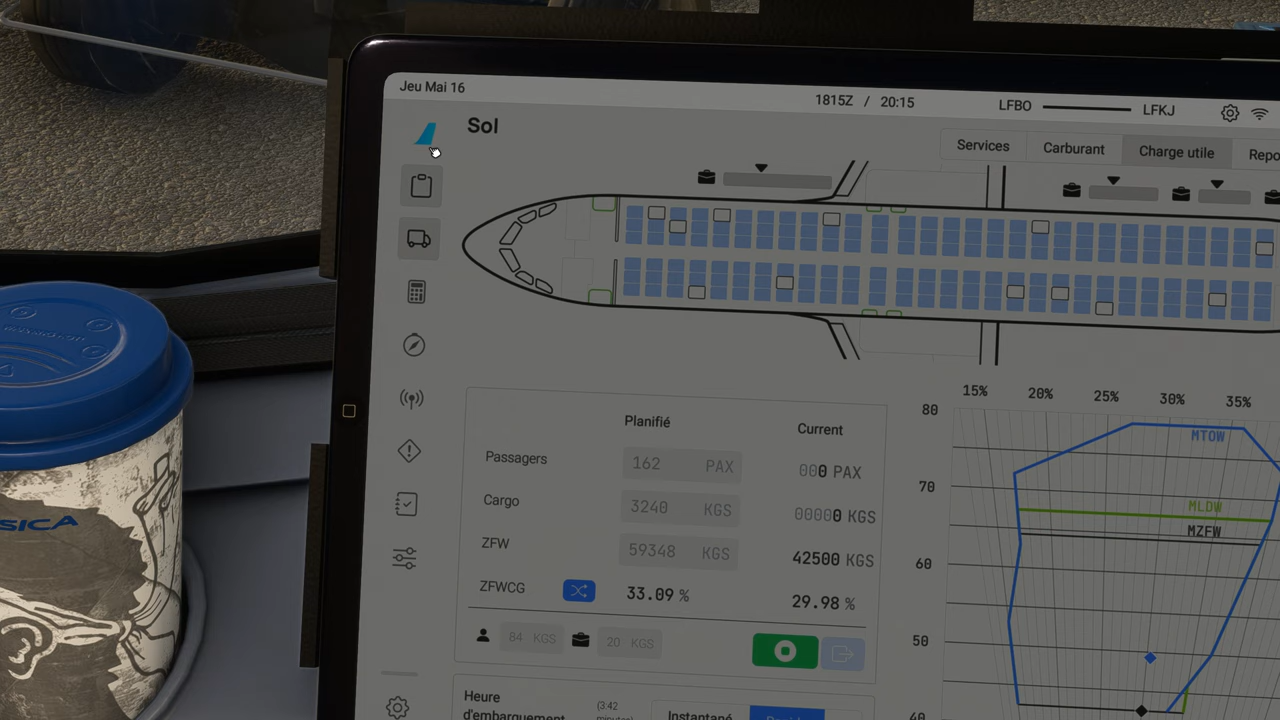 Jeu Mai 16
1815Z / 20:15
LFBO LFKJ
Sol
Services Carburant Charge utile Repo
15% 20% 25% 30% 35%
80
MTOW
70
MLDW
MZFW
60
50
40
Planifié Current
Passagers 162 PAX 000 PAX
Cargo 3240 KGS 00000 KGS
ZFW 59348 KGS 42500 KGS
ZFWCG 33.09 % 29.98 %
84 KGS 20 KGS
Heure
d'embarquement
(3:42
minutes)
Instantané
SICA